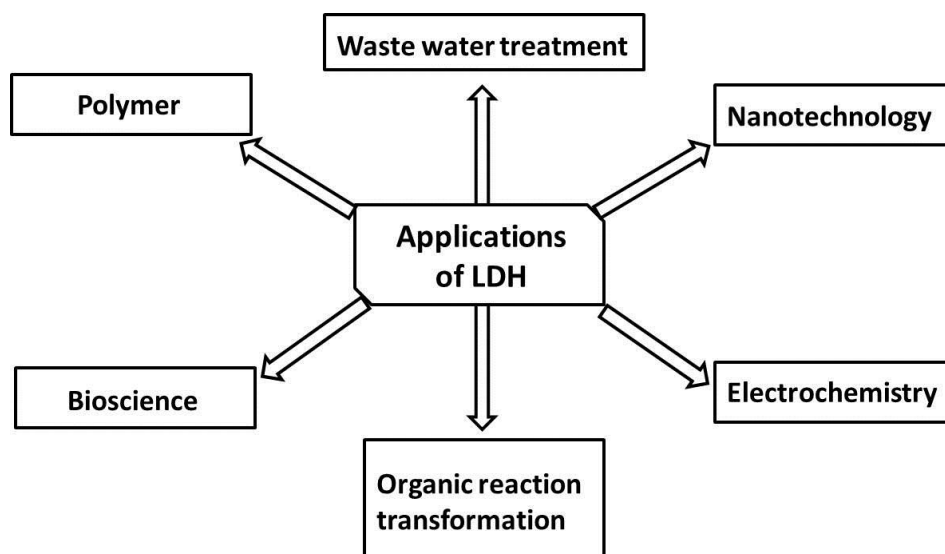 Waste water treatment
Polymer
Nanotechnology
Applications
of LDH
Bioscience
Electrochemistry
Organic reaction
transformation